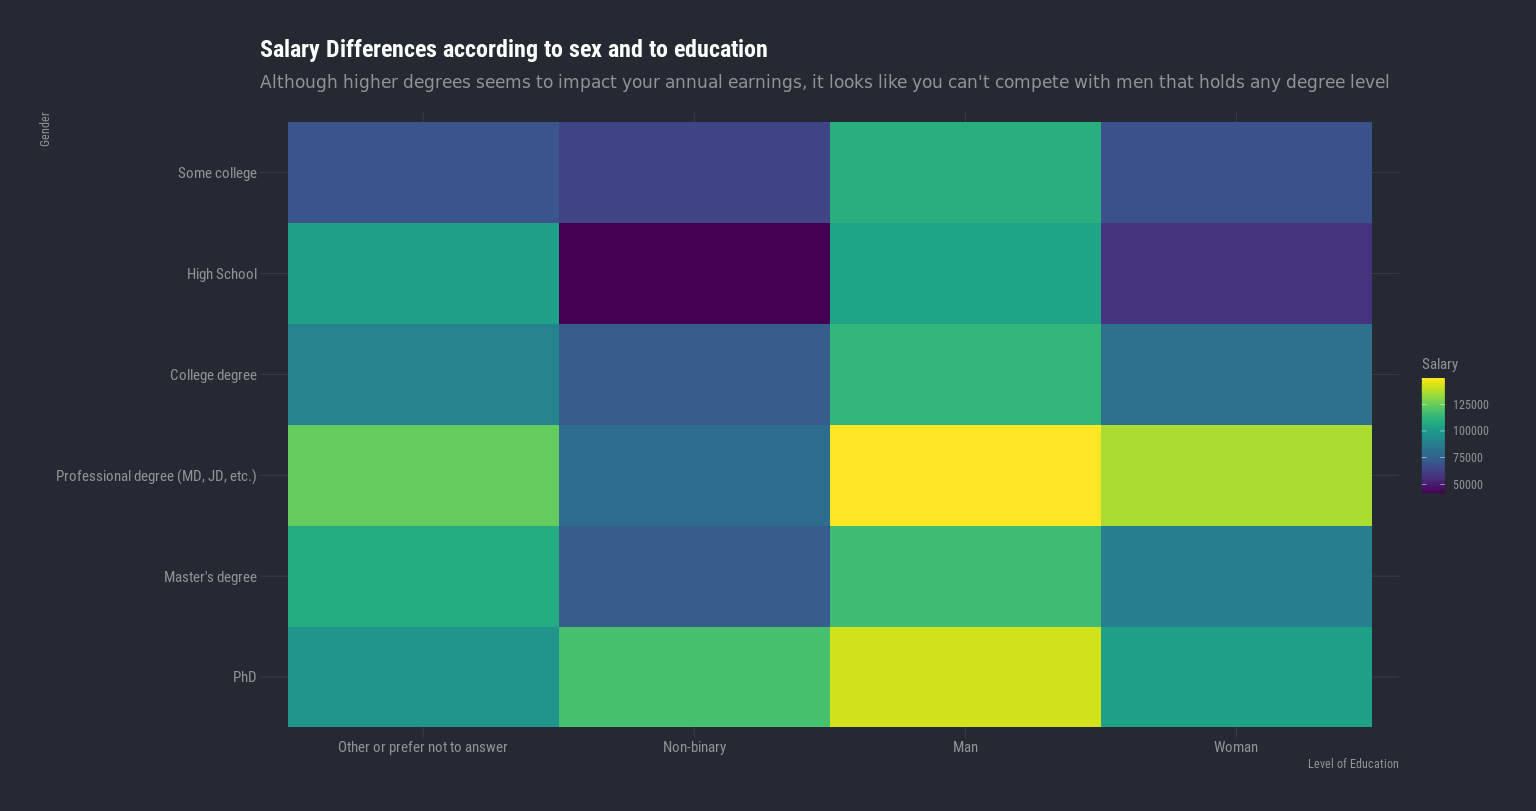 Salary Differences according to sex and to education
Although higher degrees seems to impact your annual earnings, it looks like you can't compete with men that holds any degree level
Gender
Some college
High School
College degree
Professional degree (MD, JD, etc.)
Master's degree
PhD
Other or prefer not to answer
Non-binary
Man
Woman
Level of Education
Salary
125000
100000
75000
50000